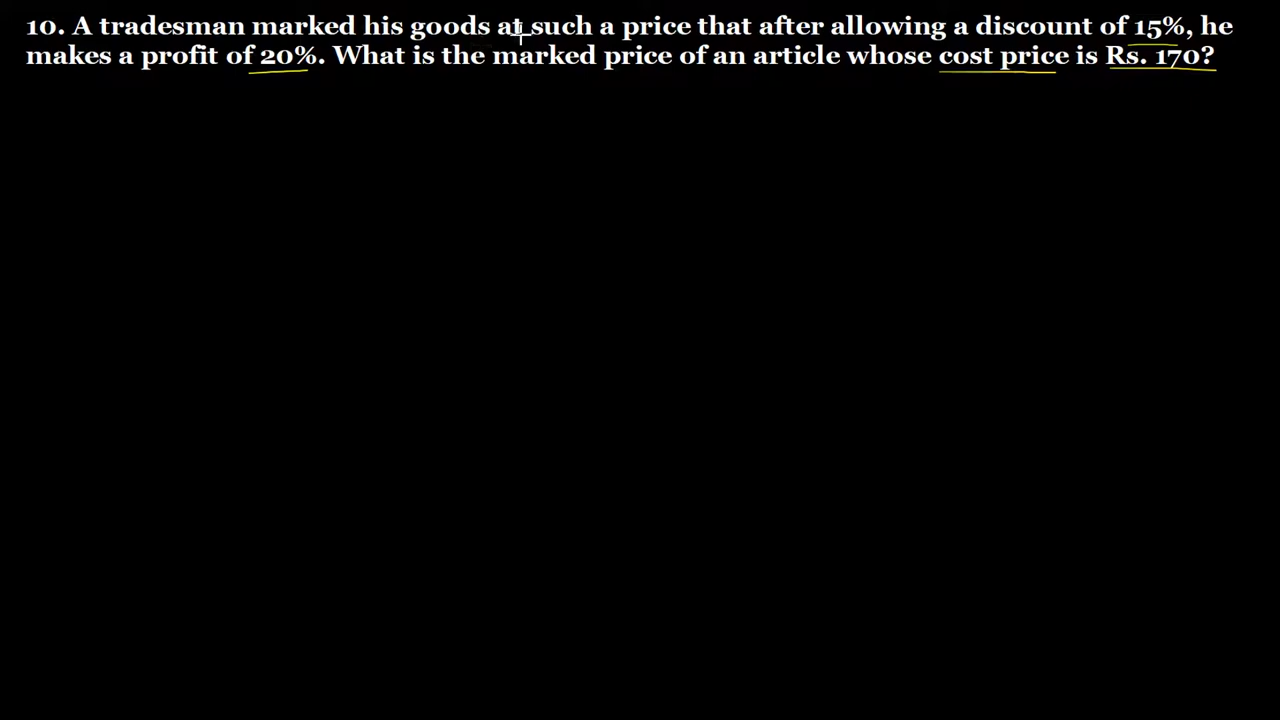 10. A tradesman marked his goods at such a price that after allowing a discount of 15%, he
makes a profit of 20%. What is the marked price of an article whose cost price is Rs. 170?